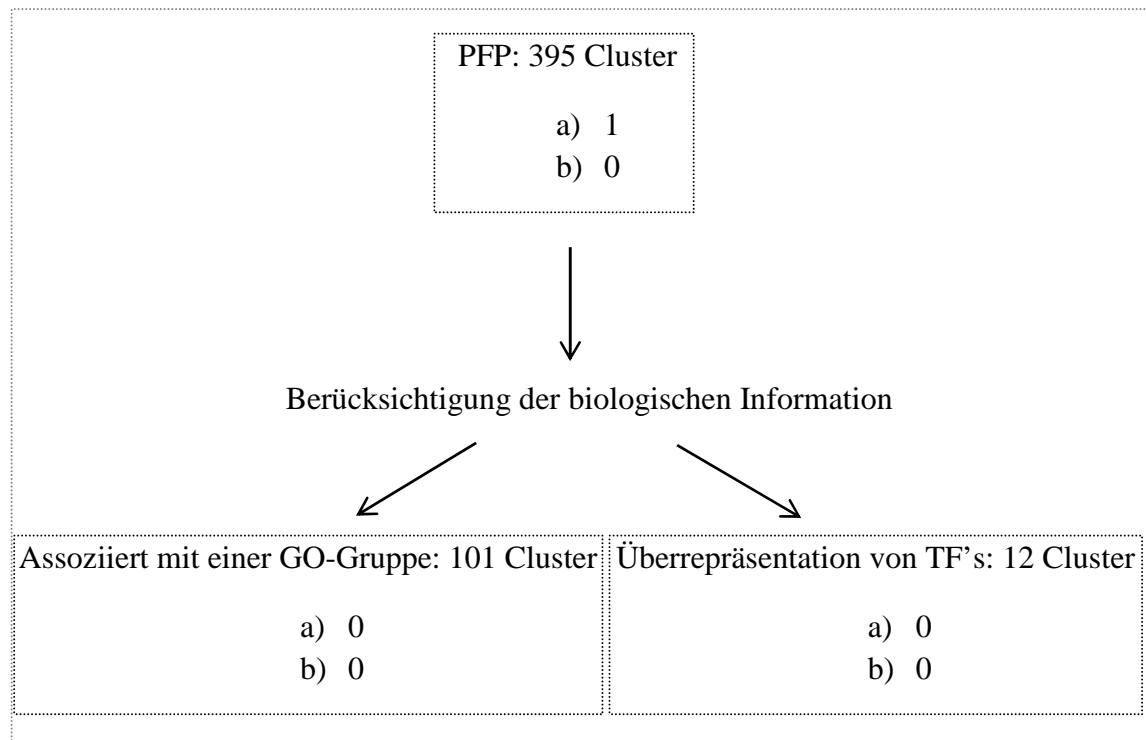 PFP: 395 Cluster
a) 1
b) 0
Berücksichtigung der biologischen Information
Assoziiert mit einer GO-Gruppe: 101 Cluster
a) 0
b) 0
Überrepräsentation von TF’s: 12 Cluster
a) 0
b) 0